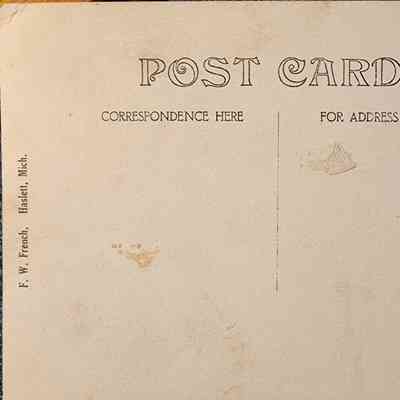 POST CARD
CORRESPONDENCE HERE
FOR ADDRESS
F. W. French, Haslett, Mich.